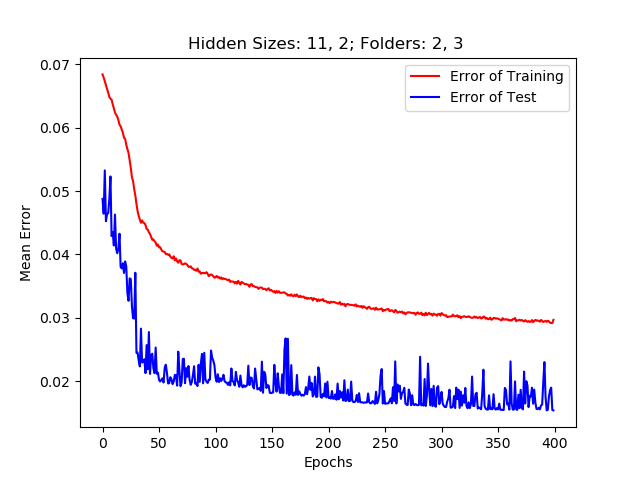 Hidden Sizes: 11, 2; Folders: 2, 3
Error of Training
Error of Test
Mean Error
0.07
0.06
0.05
0.04
0.03
0.02
0 50 100 150 200 250 300 350 400
Epochs